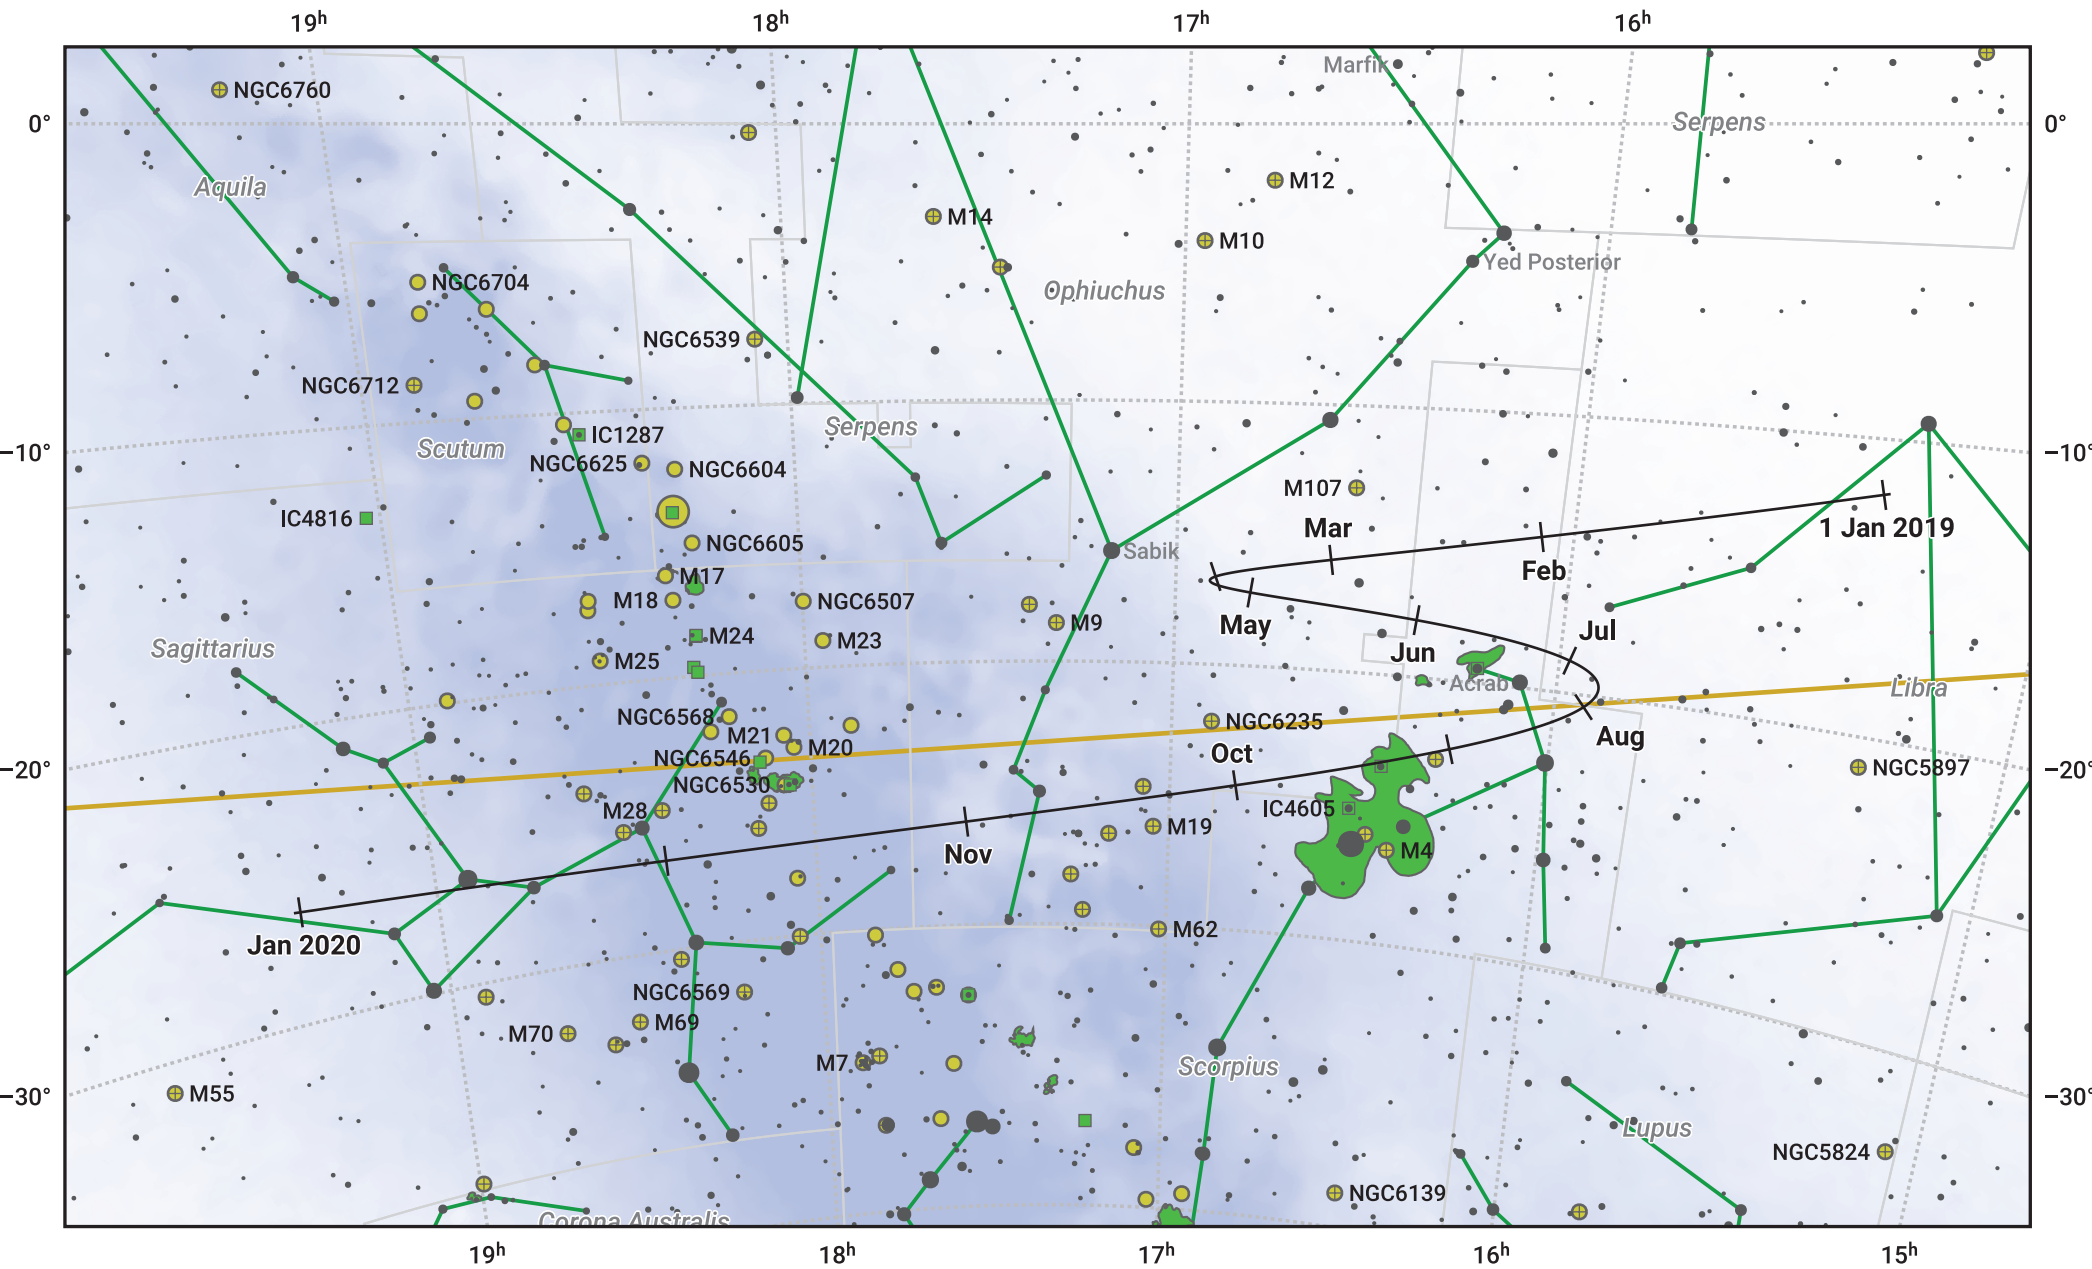 19h 18h 17h 16h
Marfik
NGC6760
0° Serpens 0°
M12
Aquila
M14
M10
Yed Posterior
NGC6704
Ophiuchus
NGC6539
NGC6712
Serpens
IC1287
Scutum
−10° −10°
NGC6625 NGC6604
M107
IC4816
Mar 1 Jan 2019
NGC6605
Sabik
Feb
M17
M18 NGC6507
M9 May Jul
M24 M23
Sagittarius
Jun
M25
Acrab
Libra
NGC6568
NGC6235
M21 M20
Aug
NGC6546 Oct
−20° NGC5897 −20°
NGC6530
M28 IC4605
M19
Nov M4
M62
Jan 2020
NGC6569
M69
M70
M7
Scorpius
M55 −30° −30°
Lupus
NGC5824
NGC6139
Corona Australis
19h 18h 17h 16h 15h